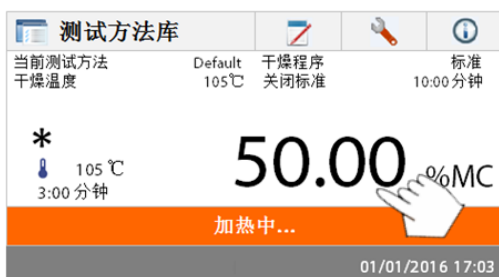 测试方法库
当前测试方法 Default 干燥程序 标准
干燥温度 105℃ 关闭标准 10:00 分钟
*
105 ℃
3:00 分钟
50.00 %MC
加热中...
01/01/2016 17:03